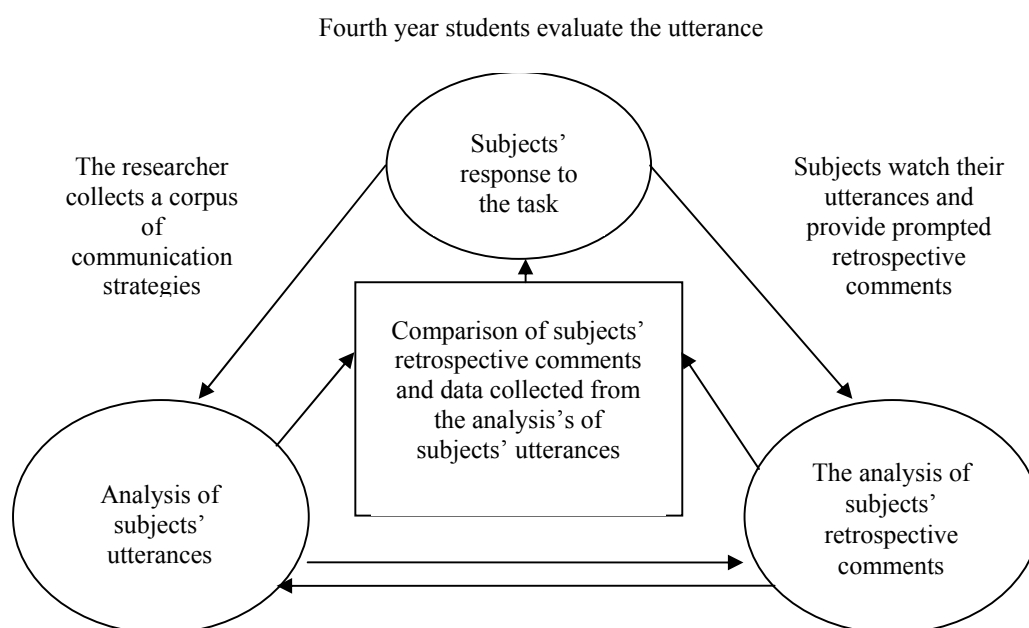 Fourth year students evaluate the utterance
Subjects’
response to
the task
The researcher
collects a corpus
of
communication
strategies
Subjects watch their
utterances and
provide prompted
retrospective
comments
Comparison of subjects’
retrospective comments
and data collected from
the analysis’s of
subjects’ utterances
Analysis of
subjects’
utterances
The analysis of
subjects’
retrospective
comments